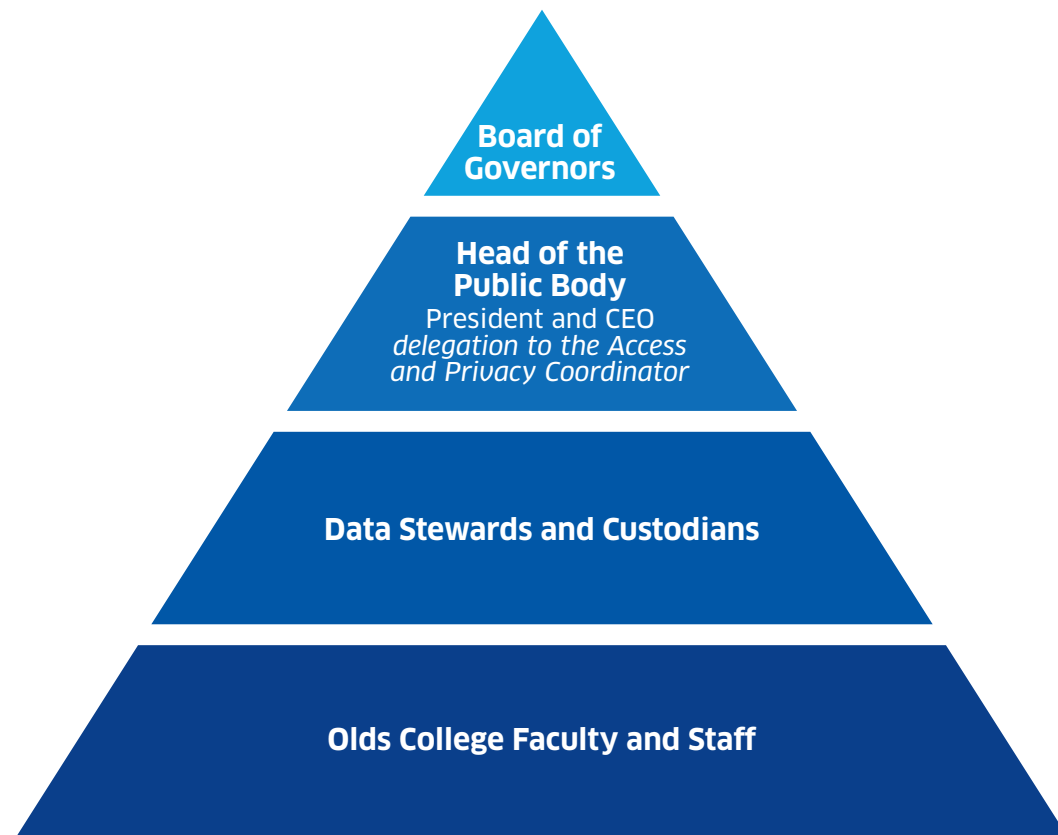 Board of
Governors
Head of the
Public Body
President and CEO
delegation to the Access
and Privacy Coordinator
Data Stewards and Custodians
Olds College Faculty and Staff